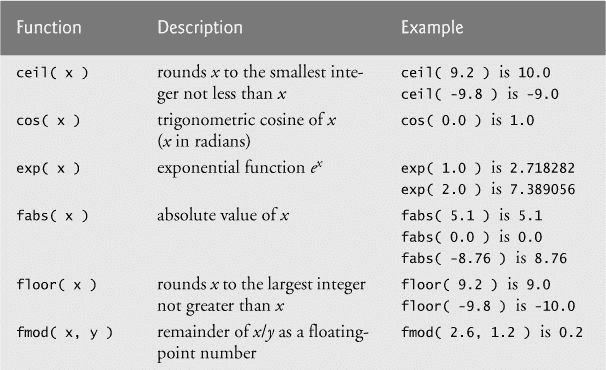 Function Description Example
ceil( x ) rounds x to the smallest inte- ceil( 9.2 ) is 10.0
ger not less than x ceil( -9.8 ) is -9.0
cos( x ) trigonometric cosine of x cos( 0.0 ) is 1.0
(x in radians)
exp( x ) exponential function eˣ exp( 1.0 ) is 2.718282
exp( 2.0 ) is 7.389056
fabs( x ) absolute value of x fabs( 5.1 ) is 5.1
fabs( 0.0 ) is 0.0
fabs( -8.76 ) is 8.76
floor( x ) rounds x to the largest integer floor( 9.2 ) is 9.0
not greater than x floor( -9.8 ) is -10.0
fmod( x, y ) remainder of x/y as a floating- fmod( 2.6, 1.2 ) is 0.2
point number